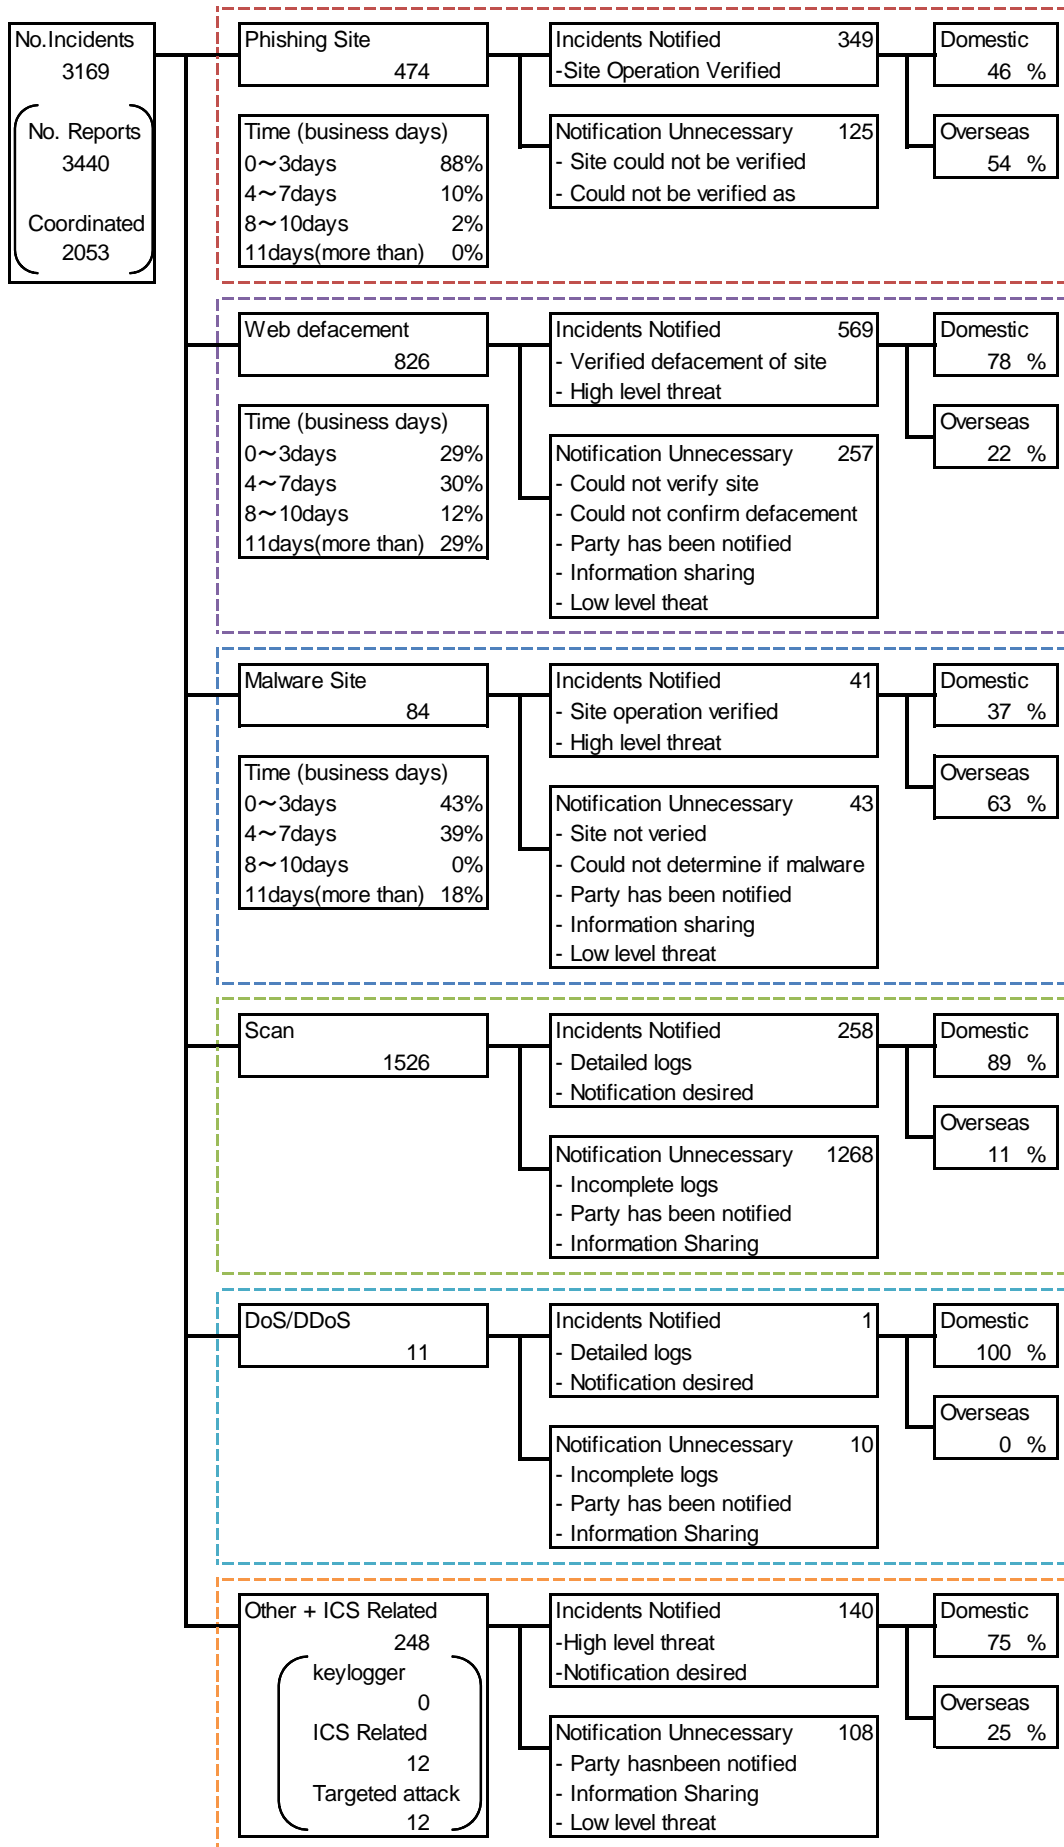 No.Incidents
3169
No. Reports
3440
Coordinated
2053
Phishing Site
474
Time (business days)
0～3days 88%
4～7days 10%
8～10days 2%
11days(more than) 0%
Incidents Notified 349
-Site Operation Verified
Notification Unnecessary 125
- Site could not be verified
- Could not be verified as
Domestic
46 %
Overseas
54 %
Web defacement
826
Time (business days)
0～3days 29%
4～7days 30%
8～10days 12%
11days(more than) 29%
Incidents Notified 569
- Verified defacement of site
- High level threat
Notification Unnecessary 257
- Could not verify site
- Could not confirm defacement
- Party has been notified
- Information sharing
- Low level theat
Domestic
78 %
Overseas
22 %
Malware Site
84
Time (business days)
0～3days 43%
4～7days 39%
8～10days 0%
11days(more than) 18%
Incidents Notified 41
- Site operation verified
- High level threat
Notification Unnecessary 43
- Site not veried
- Could not determine if malware
- Party has been notified
- Information sharing
- Low level threat
Domestic
37 %
Overseas
63 %
Scan
1526
Incidents Notified 258
- Detailed logs
- Notification desired
Notification Unnecessary 1268
- Incomplete logs
- Party has been notified
- Information Sharing
Domestic
89 %
Overseas
11 %
DoS/DDoS
11
Incidents Notified 1
- Detailed logs
- Notification desired
Notification Unnecessary 10
- Incomplete logs
- Party has been notified
- Information Sharing
Domestic
100 %
Overseas
0 %
Other + ICS Related
248
keylogger
0
ICS Related
12
Targeted attack
12
Incidents Notified 140
-High level threat
-Notification desired
Notification Unnecessary 108
- Party hasnbeen notified
- Information Sharing
- Low level threat
Domestic
75 %
Overseas
25 %